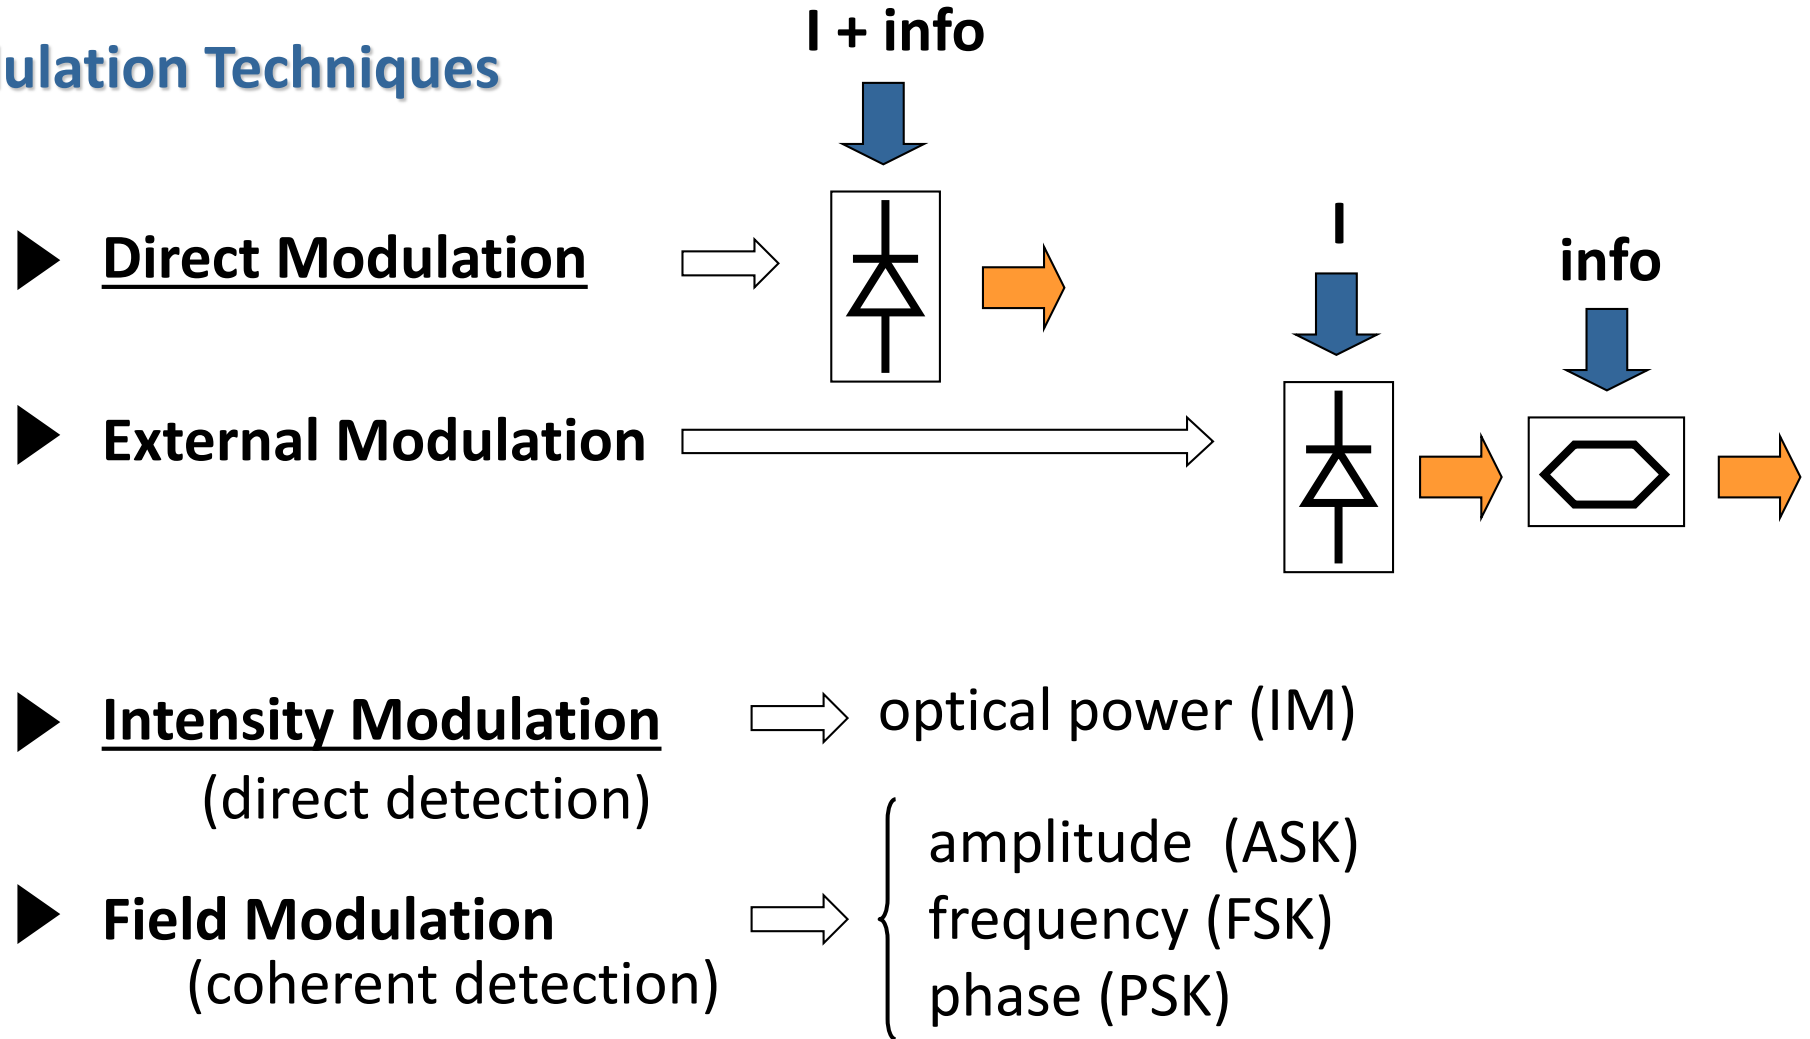 ulation Techniques
I + info
Direct Modulation
I
info
External Modulation
Intensity Modulation
optical power (IM)
(direct detection)
amplitude (ASK)
Field Modulation
frequency (FSK)
(coherent detection)
phase (PSK)